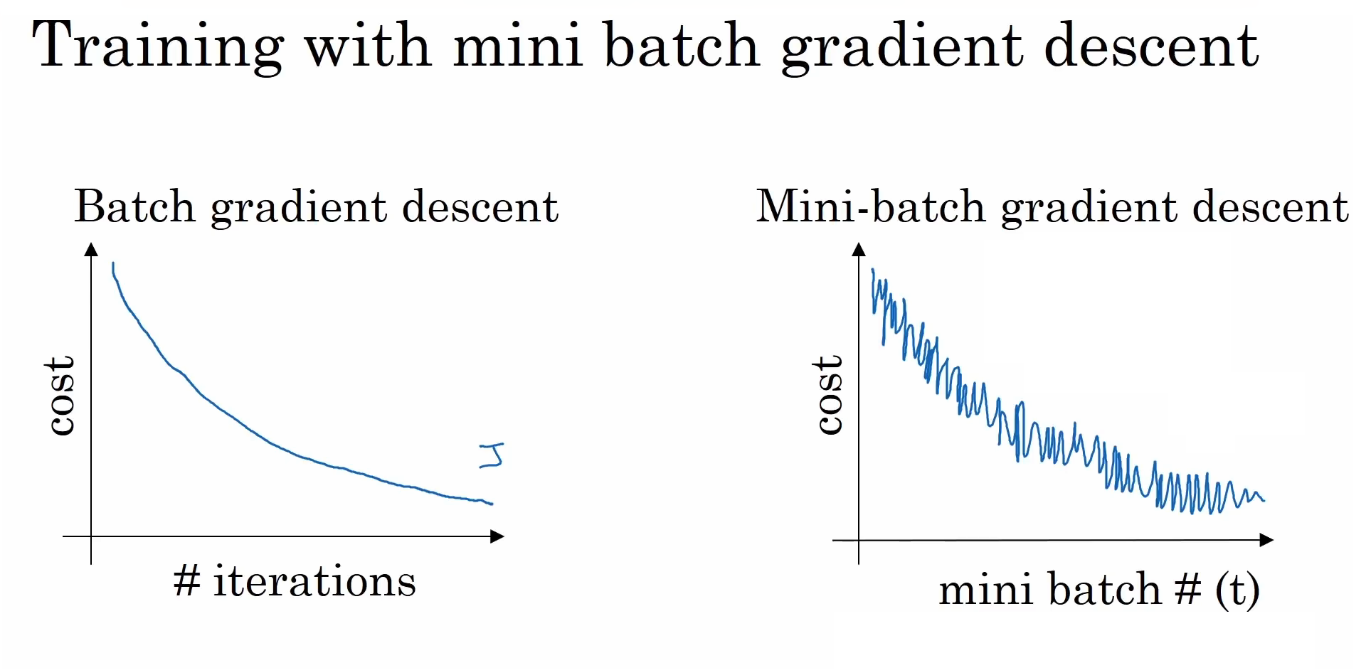 Training with mini batch gradient descent
Batch gradient descent
cost
J
# iterations
Mini-batch gradient descent
cost
mini batch # (t)